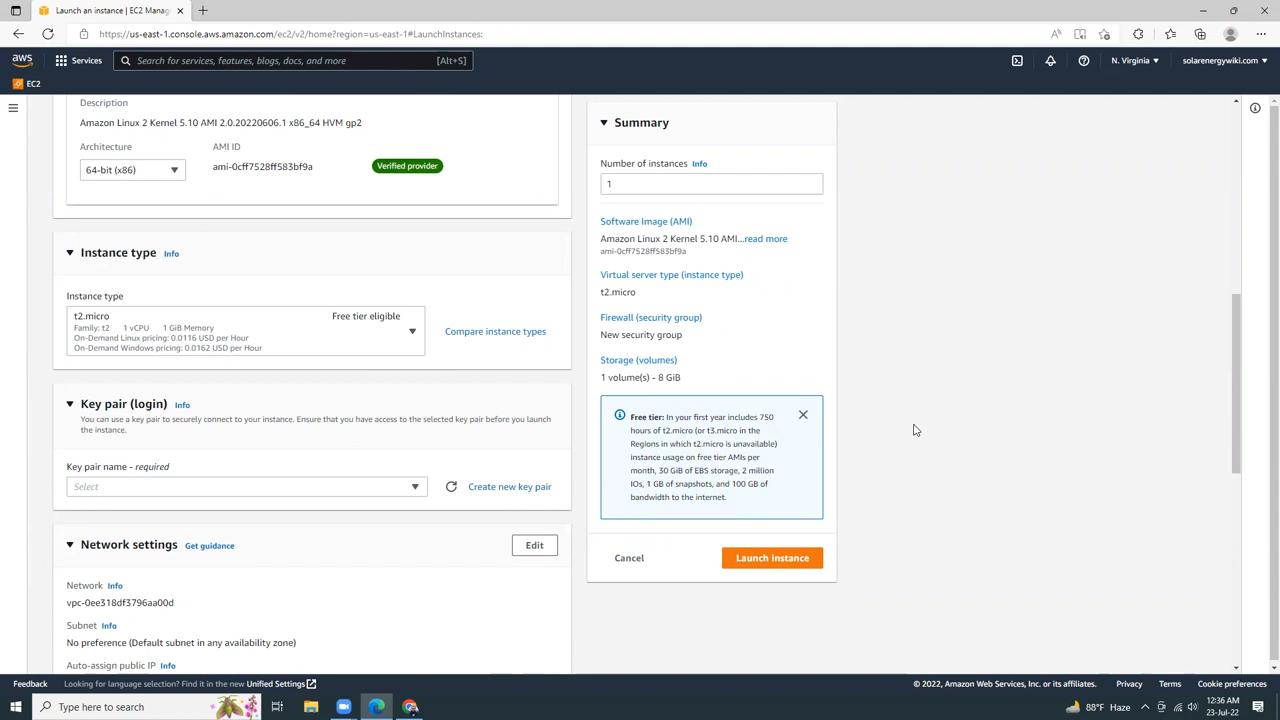 Launch an instance | EC2 Manag
https://us-east-1.console.aws.amazon.com/ec2/v2/home?region=us-east-1#LaunchInstances:
aws
Services
Search for services, features, blogs, docs, and more
[Alt+S]
N. Virginia
solarenergywiki.com
EC2
Description
Amazon Linux 2 Kernel 5.10 AMI 2.0.20220606.1 x86_64 HVM gp2
Architecture
AMI ID
64-bit (x86)
ami-0cff7528ff583bf9a
Verified provider
Instance type Info
Instance type
t2.micro
Free tier eligible
Family: t2 1 vCPU 1 GiB Memory
On-Demand Linux pricing: 0.0116 USD per Hour
On-Demand Windows pricing: 0.0162 USD per Hour
Compare instance types
Key pair (login) Info
You can use a key pair to securely connect to your instance. Ensure that you have access to the selected key pair before you launch
the instance.
Key pair name - required
Select
Create new key pair
Network settings Get guidance
Edit
Network Info
vpc-0ee318df3796aa00d
Subnet Info
No preference (Default subnet in any availability zone)
Auto-assign public IP Info
Summary
Number of instances Info
1
Software Image (AMI)
Amazon Linux 2 Kernel 5.10 AMI...read more
ami-0cff7528ff583bf9a
Virtual server type (instance type)
t2.micro
Firewall (security group)
New security group
Storage (volumes)
1 volume(s) - 8 GiB
Free tier: In your first year includes 750
hours of t2.micro (or t3.micro in the
Regions in which t2.micro is unavailable)
instance usage on free tier AMIs per
month, 30 GiB of EBS storage, 2 million
IOs, 1 GB of snapshots, and 100 GB of
bandwidth to the internet.
Cancel
Launch instance
Feedback
Looking for language selection? Find it in the new Unified Settings
© 2022, Amazon Web Services, Inc. or its affiliates.
Privacy
Terms
Cookie preferences
Type here to search
88°F Haze
12:36 AM
23-Jul-22